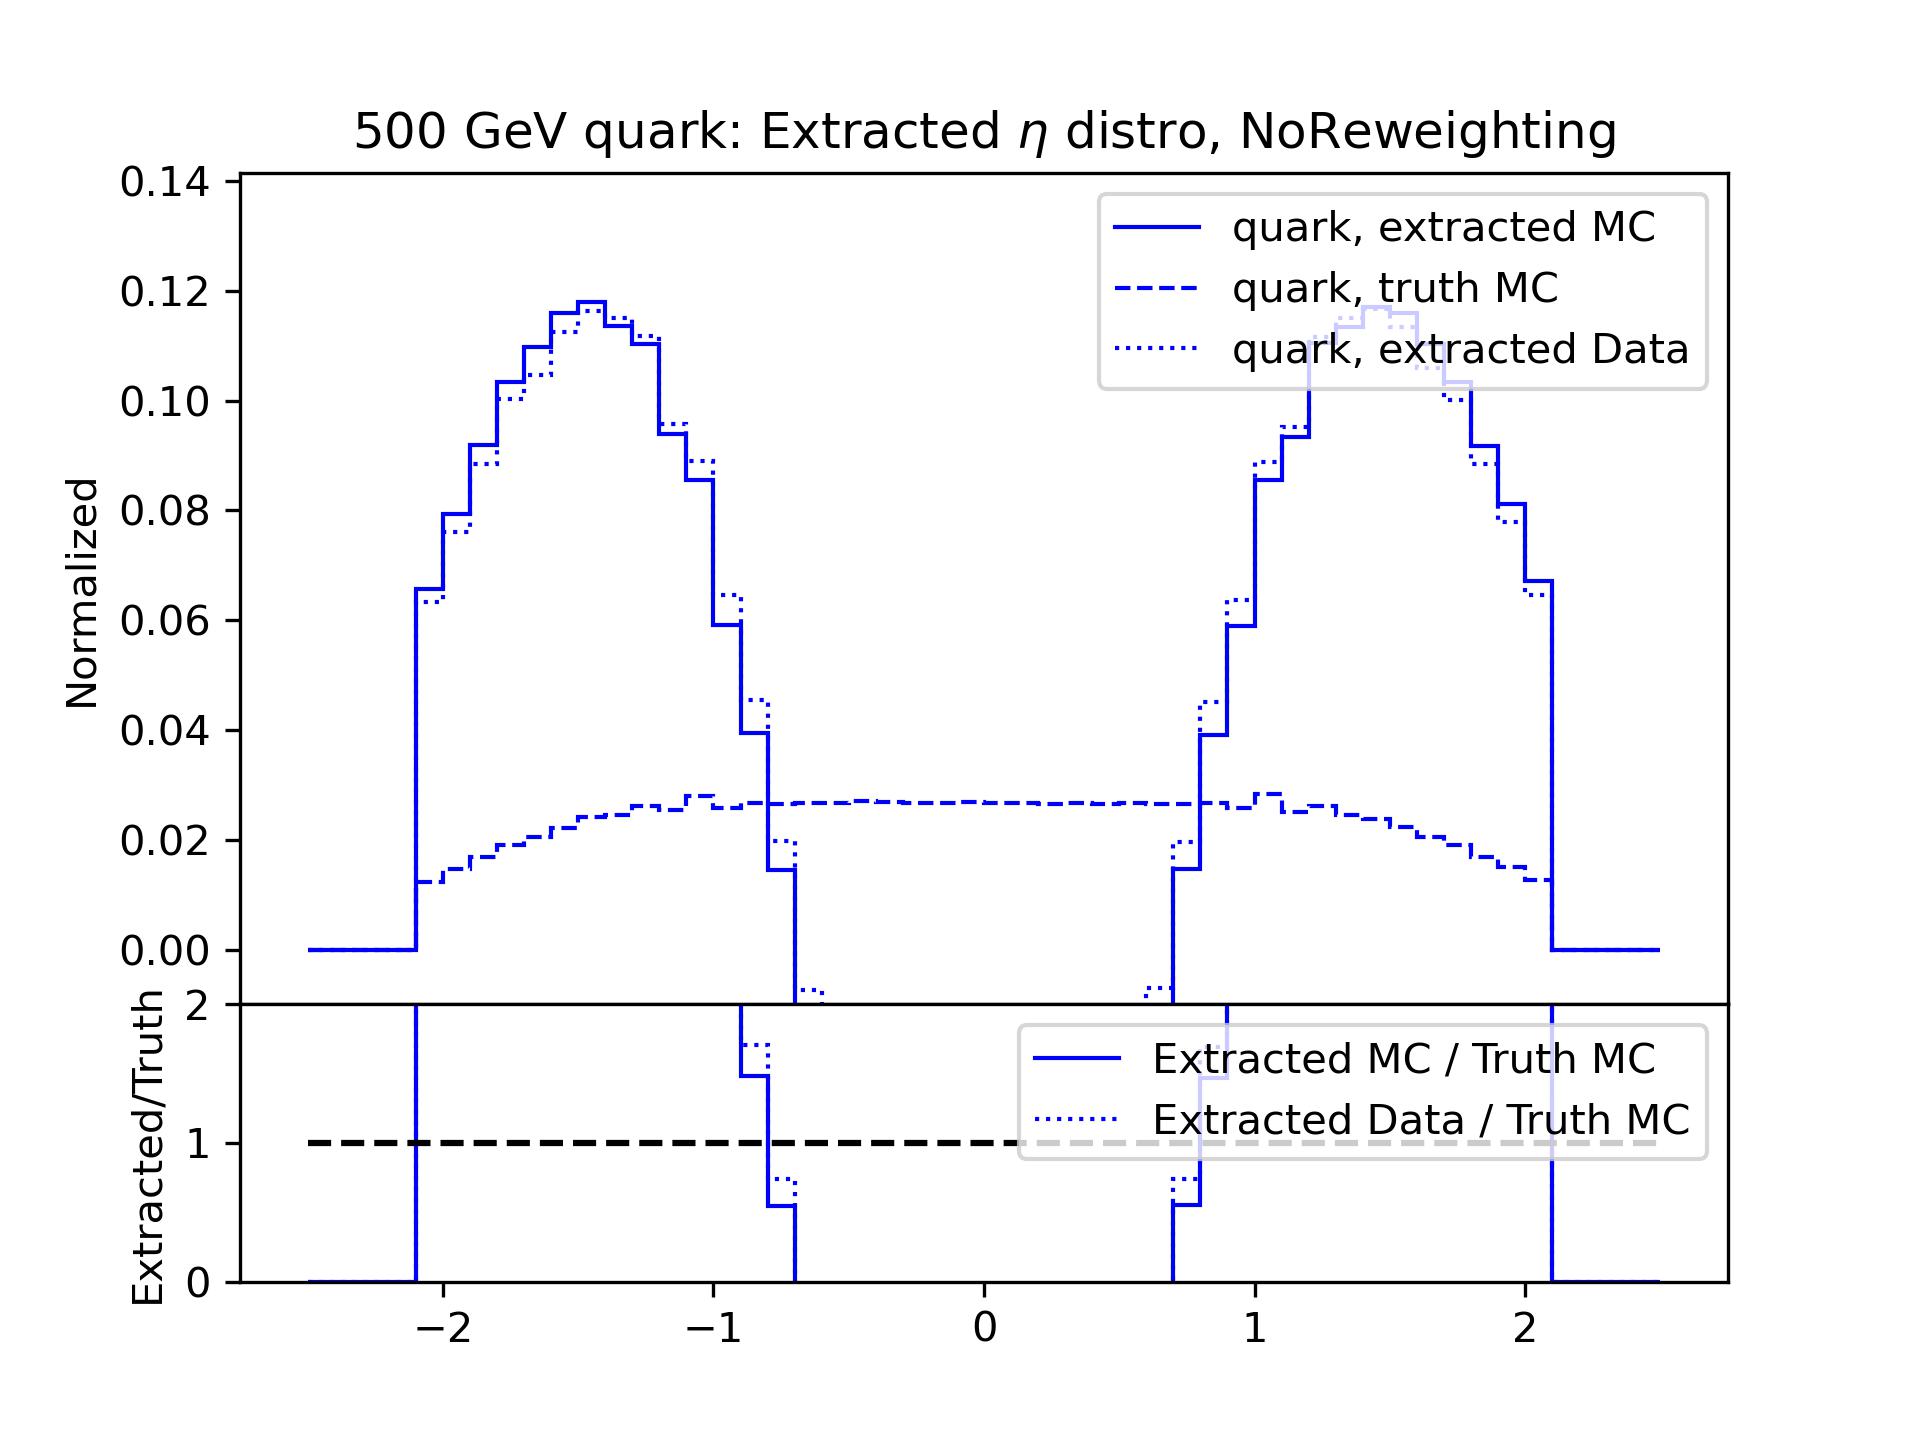 500 GeV quark: Extracted η distro, NoReweighting
0.14
0.12
0.10
0.08
0.06
0.04
0.02
0.00
Normalized
quark, extracted MC
quark, truth MC
quark, extracted Data
2
1
0
Extracted/Truth
Extracted MC / Truth MC
Extracted Data / Truth MC
−2 −1 0 1 2